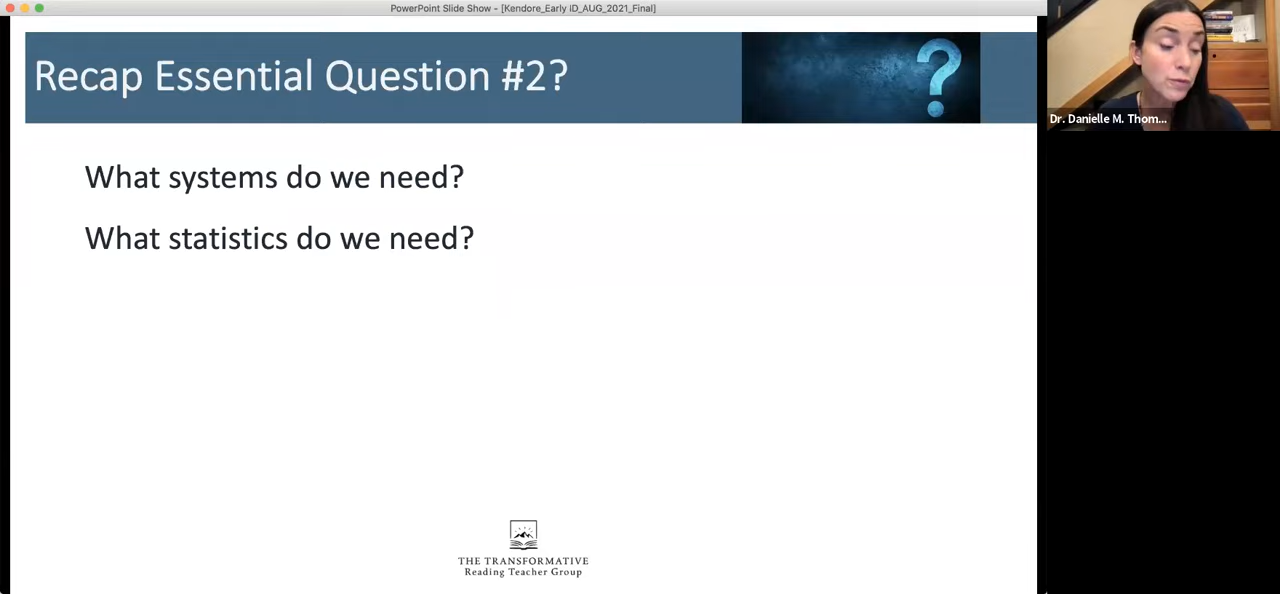 PowerPoint Slide Show - [Kendore_Early iD_AUG_2021_Final]
Recap Essential Question #2?
?
Dr. Danielle M. Thom...
What systems do we need?
What statistics do we need?
THE TRANSFORMATIVE
Reading Teacher Group